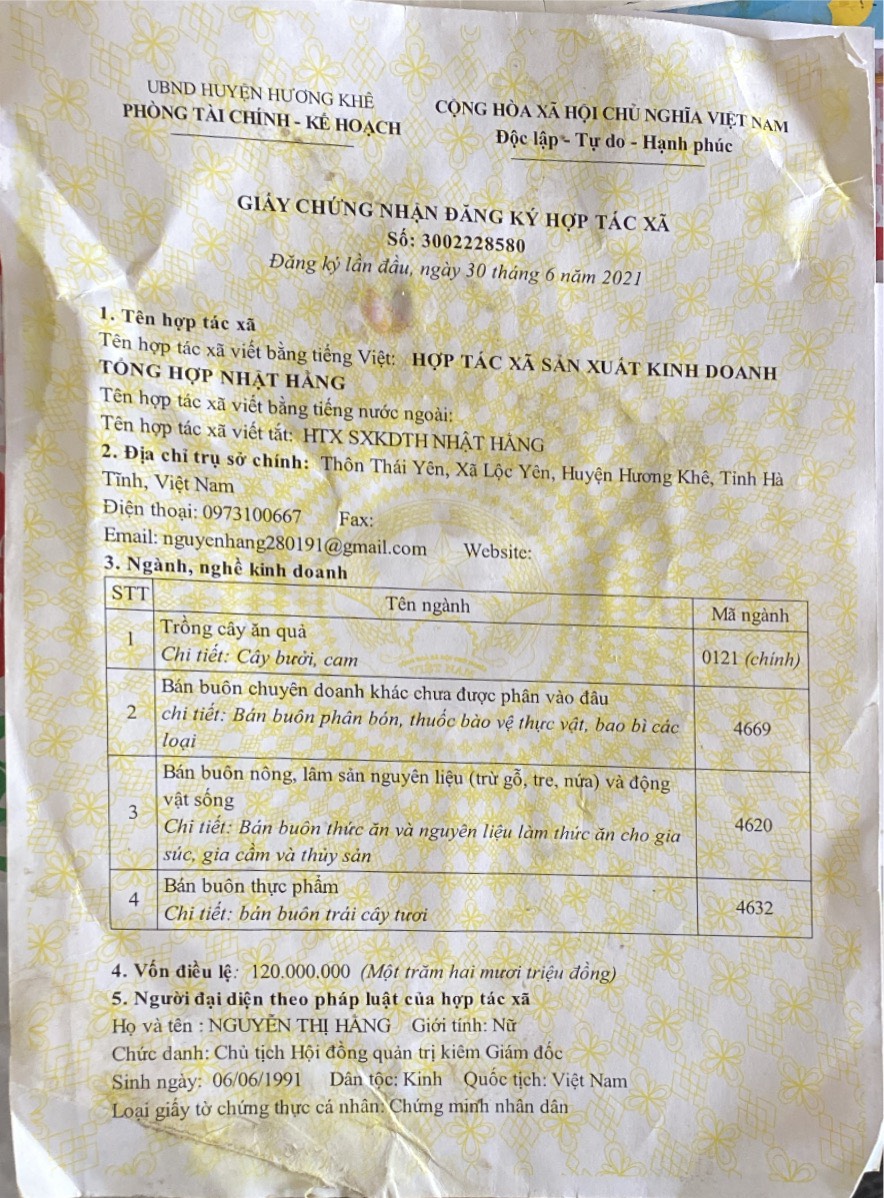 UBND HUYỆN HƯƠNG KHÊ
PHÒNG TÀI CHÍNH - KẾ HOẠCH
CỘNG HÒA XÃ HỘI CHỦ NGHĨA VIỆT NAM
Độc lập - Tự do - Hạnh phúc
GIẤY CHỨNG NHẬN ĐĂNG KÝ HỢP TÁC XÃ
Số: 3002228580
Đăng ký lần đầu, ngày 30 tháng 6 năm 2021
1. Tên hợp tác xã
Tên hợp tác xã viết bằng tiếng Việt: HỢP TÁC XÃ SẢN XUẤT KINH DOANH
TỔNG HỢP NHẬT HẰNG
Tên hợp tác xã viết bằng tiếng nước ngoài:
Tên hợp tác xã viết tắt: HTX SXKDTH NHẬT HẰNG
2. Địa chỉ trụ sở chính: Thôn Thái Yên, Xã Lộc Yên, Huyện Hương Khê, Tỉnh Hà
Tĩnh, Việt Nam
Điện thoại: 0973100667 Fax:
Email: nguyenhang280191@gmail.com Website:
3. Ngành, nghề kinh doanh
STT Tên ngành Mã ngành
1 Trồng cây ăn quả
Chi tiết: Cây bưởi, cam 0121 (chính)
Bán buôn chuyên doanh khác chưa được phân vào đâu
2 chi tiết: Bán buôn phân bón, thuốc bảo vệ thực vật, bao bì các 4669
loại
Bán buôn nông, lâm sản nguyên liệu (trừ gỗ, tre, nứa) và động
vật sống
3 Chi tiết: Bán buôn thức ăn và nguyên liệu làm thức ăn cho gia 4620
súc, gia cầm và thủy sản
4 Bán buôn thực phẩm
Chi tiết: bán buôn trái cây tươi 4632
VIỆT NAM
4. Vốn điều lệ: 120.000.000 (Một trăm hai mươi triệu đồng)
5. Người đại diện theo pháp luật của hợp tác xã
Họ và tên : NGUYỄN THỊ HẰNG Giới tính: Nữ
Chức danh: Chủ tịch Hội đồng quản trị kiêm Giám đốc
Sinh ngày: 06/06/1991 Dân tộc: Kinh Quốc tịch: Việt Nam
Loại giấy tờ chứng thực cá nhân: Chứng minh nhân dân